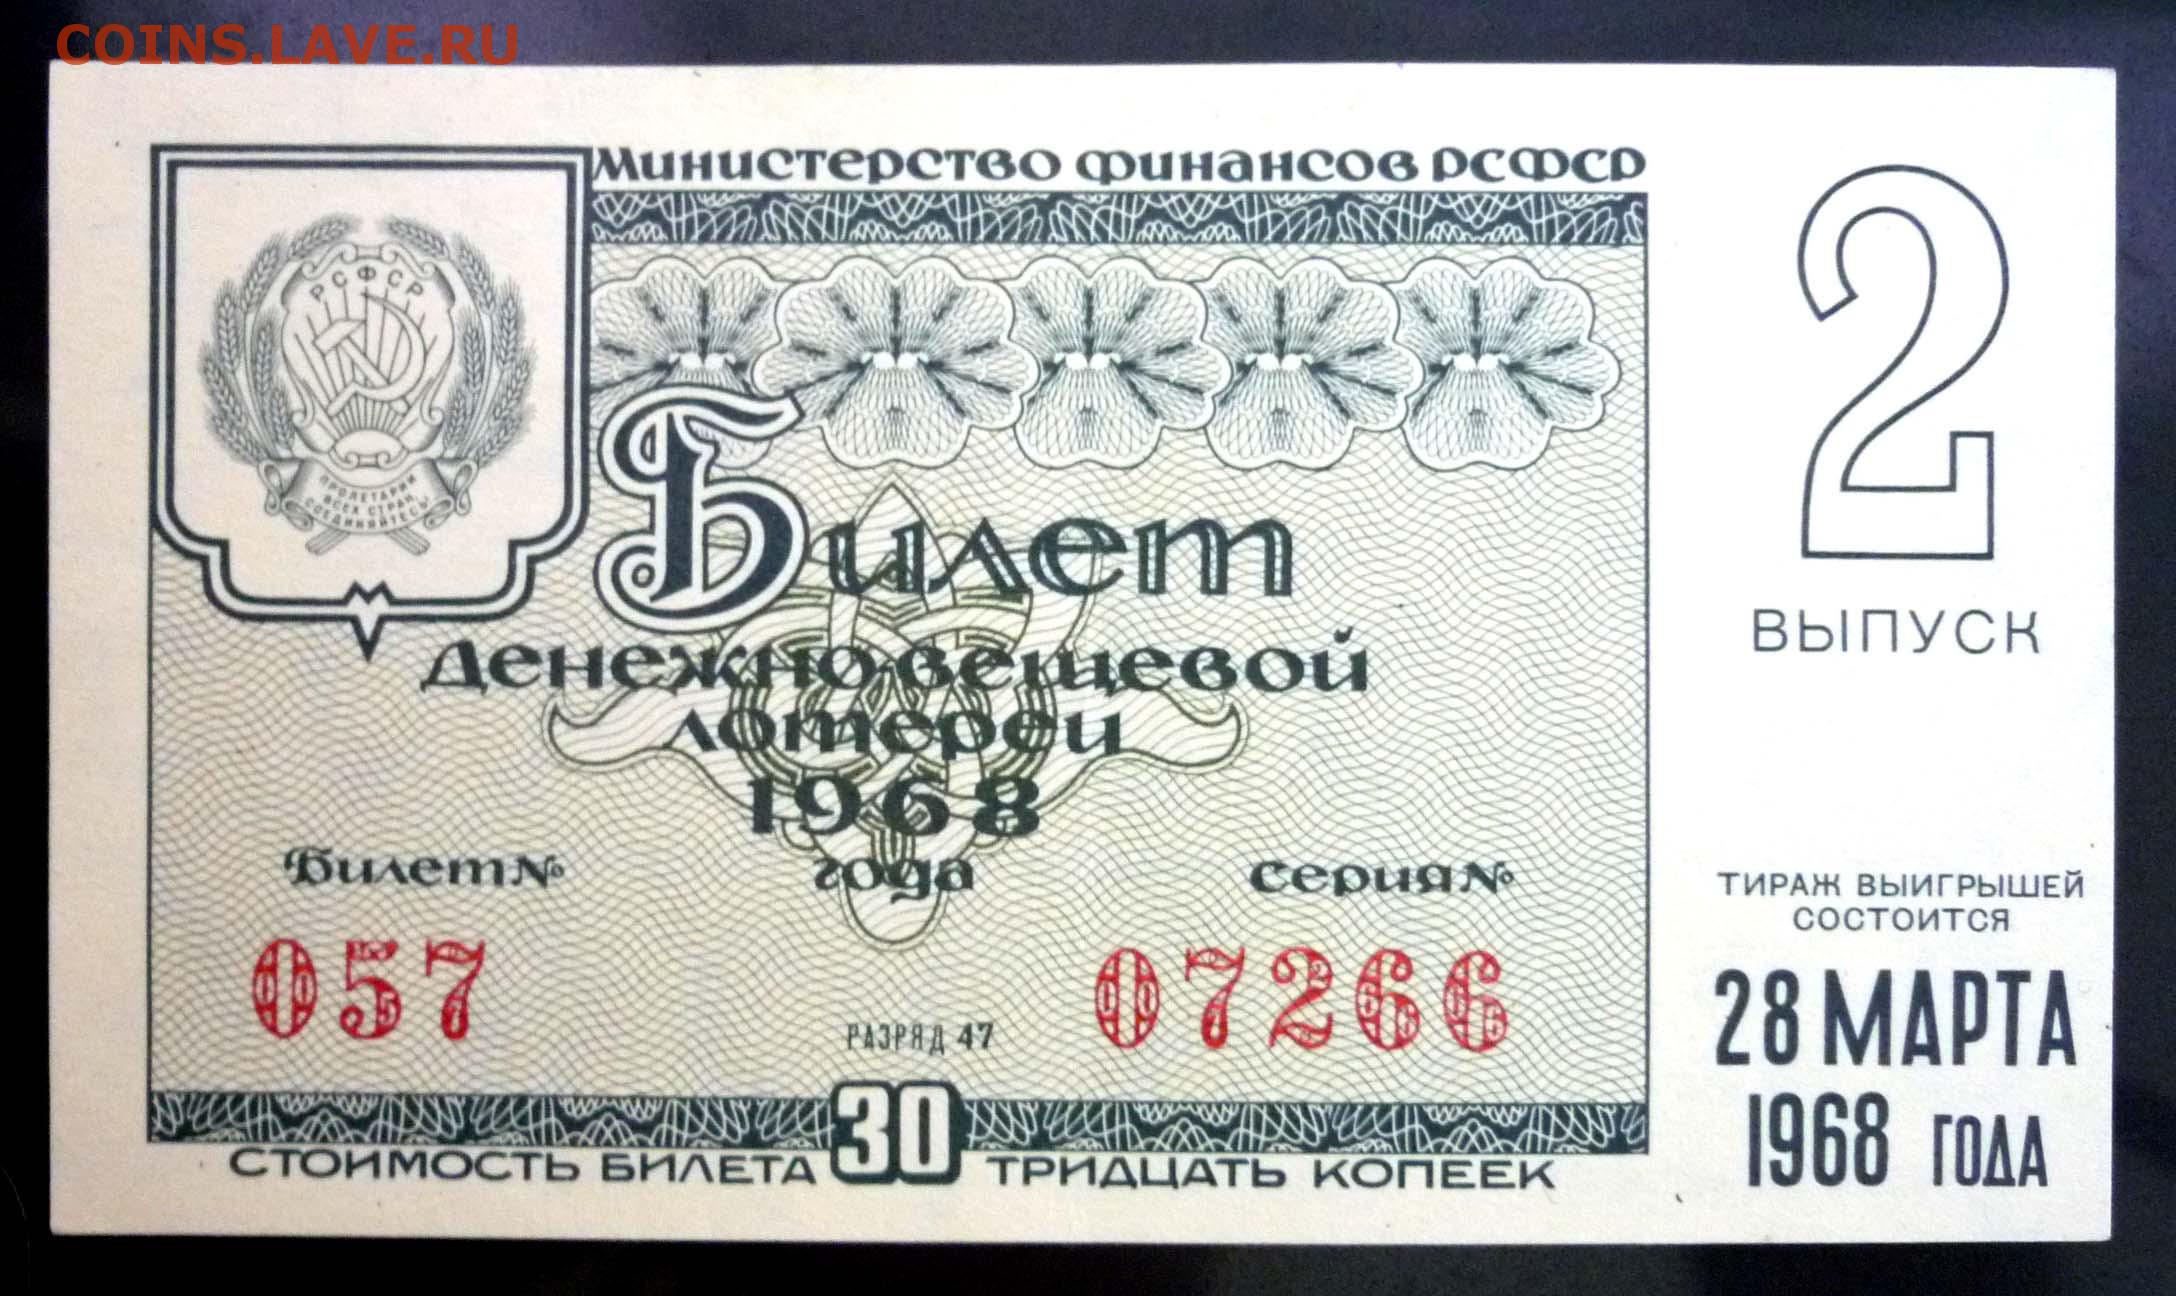 COINS.LAVE.RU
Министерство финансов РСФСР
РСФСР
ПРОЛЕТАРИИ
ВСЕХ СТРАН,
СОЕДИНЯЙТЕСЬ!
Билет
денежно-вещевой
лотереи
1968
года
Билет №
057
Серия №
07266
РАЗРЯД 47
СТОИМОСТЬ БИЛЕТА 30 ТРИДЦАТЬ КОПЕЕК
2
ВЫПУСК
ТИРАЖ ВЫИГРЫШЕЙ
СОСТОИТСЯ
28 МАРТА
1968 ГОДА